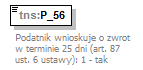 tns:P_56
Podatnik wnioskuje o zwrot
w terminie 25 dni (art. 87
ust. 6 ustawy): 1 - tak